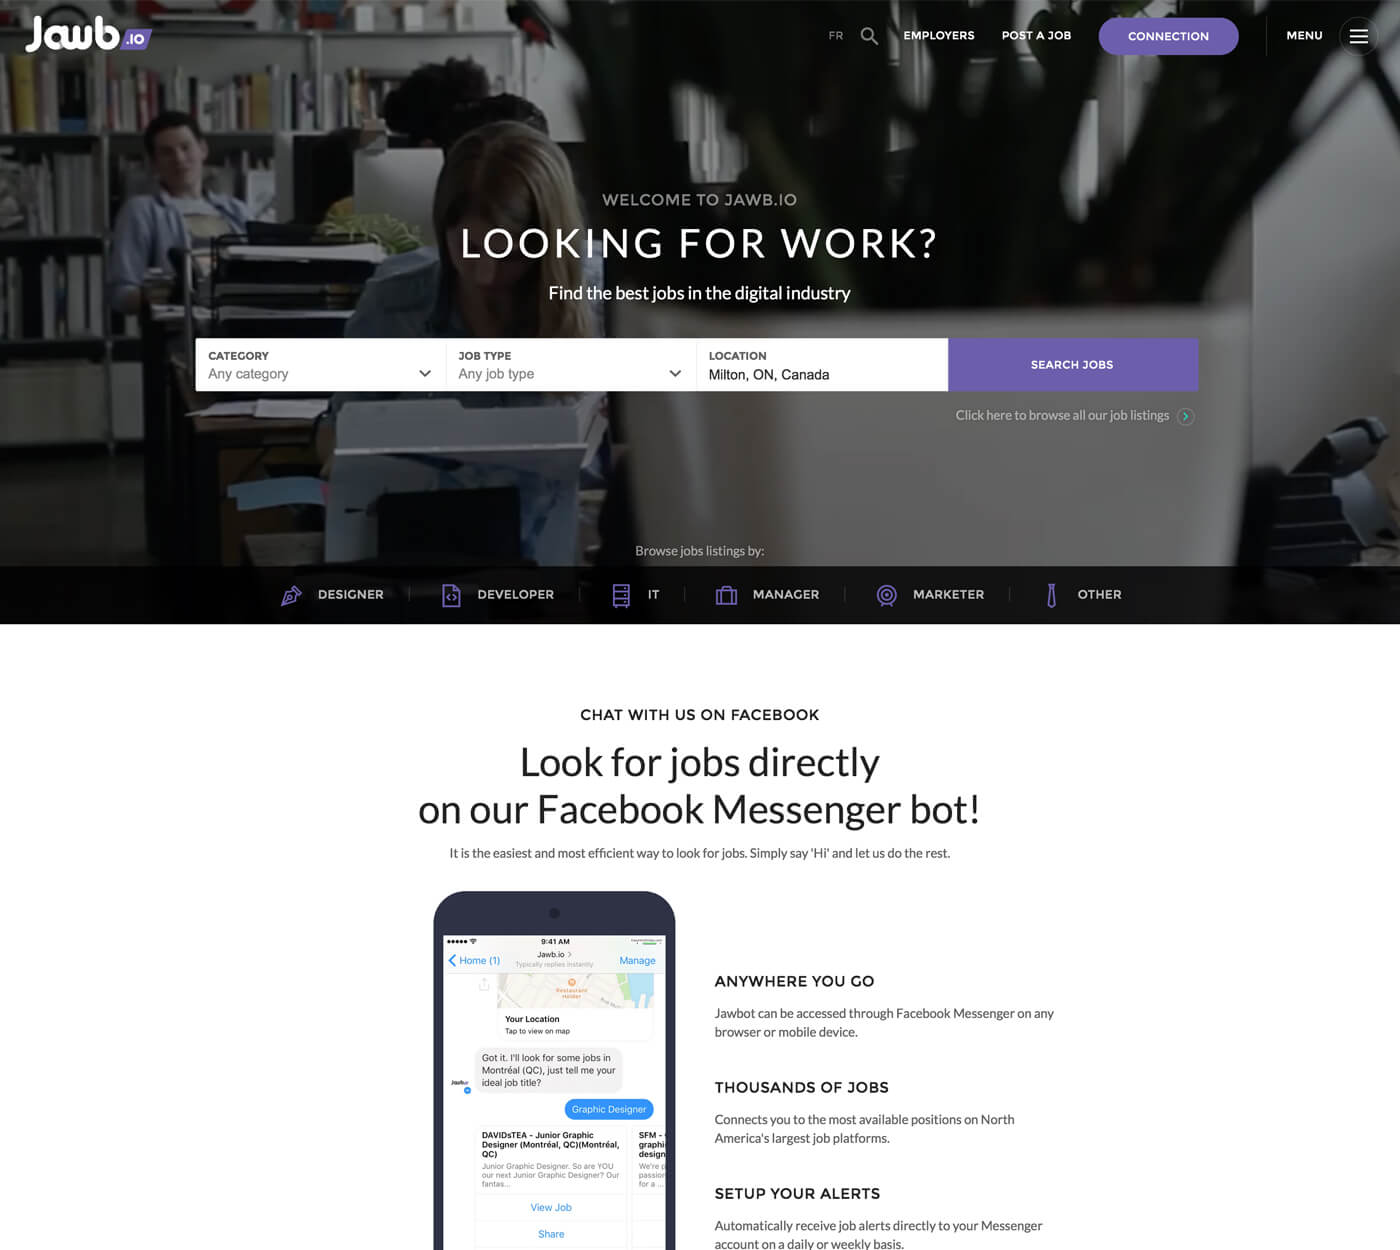 Jawb.io
FR
EMPLOYERS
POST A JOB
CONNECTION
MENU
WELCOME TO JAWB.IO
LOOKING FOR WORK?
Find the best jobs in the digital industry
CATEGORY
Any category
JOB TYPE
Any job type
LOCATION
Milton, ON, Canada
SEARCH JOBS
Click here to browse all our job listings
Browse jobs listings by:
DESIGNER
DEVELOPER
IT
MANAGER
MARKETER
OTHER
CHAT WITH US ON FACEBOOK
Look for jobs directly
on our Facebook Messenger bot!
It is the easiest and most efficient way to look for jobs. Simply say 'Hi' and let us do the rest.
9:41 AM
Home (1)
Jawb.io
Typically replies instantly
Manage
Restaurant
Holder
Your Location
Tap to view on map
Got it. I'll look for some jobs in
Montréal (QC), just tell me your
ideal job title?
Graphic Designer
DAVIDsTEA - Junior Graphic
Designer (Montréal, QC)(Montréal,
QC)
Junior Graphic Designer. So are YOU
our next Junior Graphic Designer? Our
fantas...
View Job
Share
SFM -
graphi
design
We're p
passion
for a ...
ANYWHERE YOU GO
Jawbot can be accessed through Facebook Messenger on any
browser or mobile device.
THOUSANDS OF JOBS
Connects you to the most available positions on North
America's largest job platforms.
SETUP YOUR ALERTS
Automatically receive job alerts directly to your Messenger
account on a daily or weekly basis.